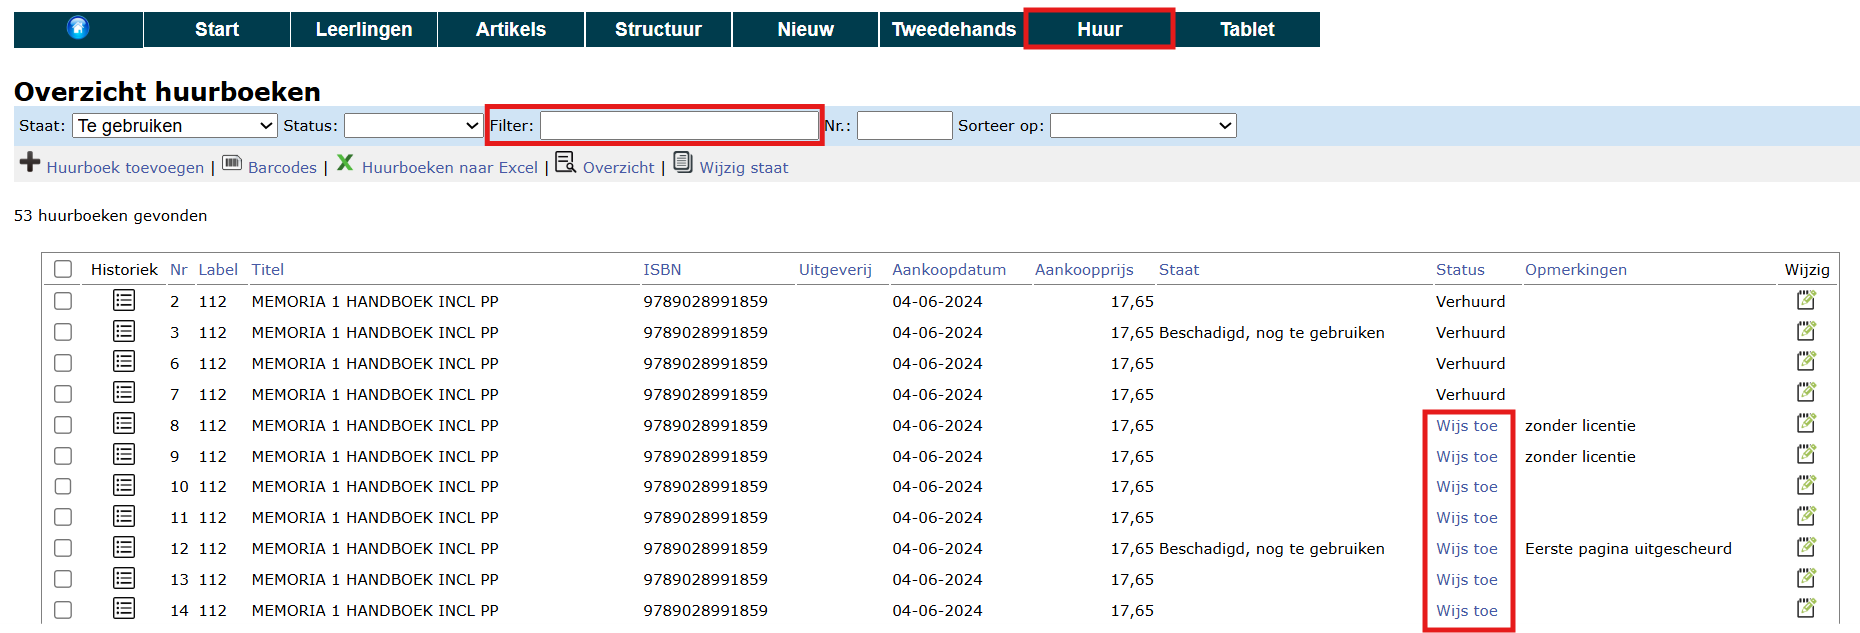 Start Leerlingen Artikels Structuur Nieuw Tweedehands Huur Tablet
Overzicht huurboeken
Staat: Te gebruiken Status: Filter: Nr.: Sorteer op:
Huurboek toevoegen | Barcodes | Huurboeken naar Excel | Overzicht | Wijzig staat
53 huurboeken gevonden
Historiek Nr Label Titel ISBN Uitgeverij Aankoopdatum Aankoopprijs Staat Status Opmerkingen Wijzig
2 112 MEMORIA 1 HANDBOEK INCL PP 9789028991859 04-06-2024 17,65 Verhuurd
3 112 MEMORIA 1 HANDBOEK INCL PP 9789028991859 04-06-2024 17,65 Beschadigd, nog te gebruiken Verhuurd
6 112 MEMORIA 1 HANDBOEK INCL PP 9789028991859 04-06-2024 17,65 Verhuurd
7 112 MEMORIA 1 HANDBOEK INCL PP 9789028991859 04-06-2024 17,65 Verhuurd
8 112 MEMORIA 1 HANDBOEK INCL PP 9789028991859 04-06-2024 17,65 Wijs toe zonder licentie
9 112 MEMORIA 1 HANDBOEK INCL PP 9789028991859 04-06-2024 17,65 Wijs toe zonder licentie
10 112 MEMORIA 1 HANDBOEK INCL PP 9789028991859 04-06-2024 17,65 Wijs toe
11 112 MEMORIA 1 HANDBOEK INCL PP 9789028991859 04-06-2024 17,65 Wijs toe
12 112 MEMORIA 1 HANDBOEK INCL PP 9789028991859 04-06-2024 17,65 Beschadigd, nog te gebruiken Wijs toe Eerste pagina uitgescheurd
13 112 MEMORIA 1 HANDBOEK INCL PP 9789028991859 04-06-2024 17,65 Wijs toe
14 112 MEMORIA 1 HANDBOEK INCL PP 9789028991859 04-06-2024 17,65 Wijs toe